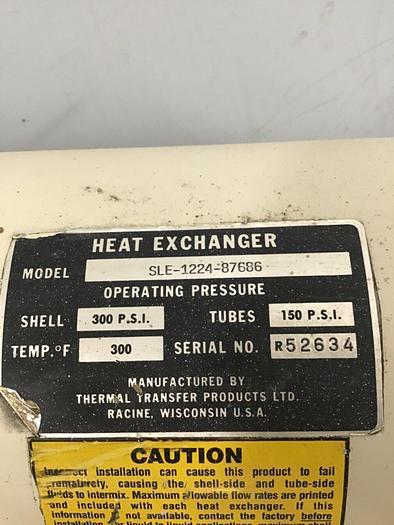 HEAT EXCHANGER
MODEL SLE-1224-87686
OPERATING PRESSURE
SHELL 300 P.S.I. TUBES 150 P.S.I.
TEMP.°F 300 SERIAL NO. R52634
MANUFACTURED BY
THERMAL TRANSFER PRODUCTS LTD.
RACINE, WISCONSIN U.S.A.
CAUTION
Incorrect installation can cause this product to fail
prematurely, causing the shell-side and tube-side
fluids to intermix. Maximum allowable flow rates are printed
and included with each heat exchanger. If this
information is not available, contact the factory before